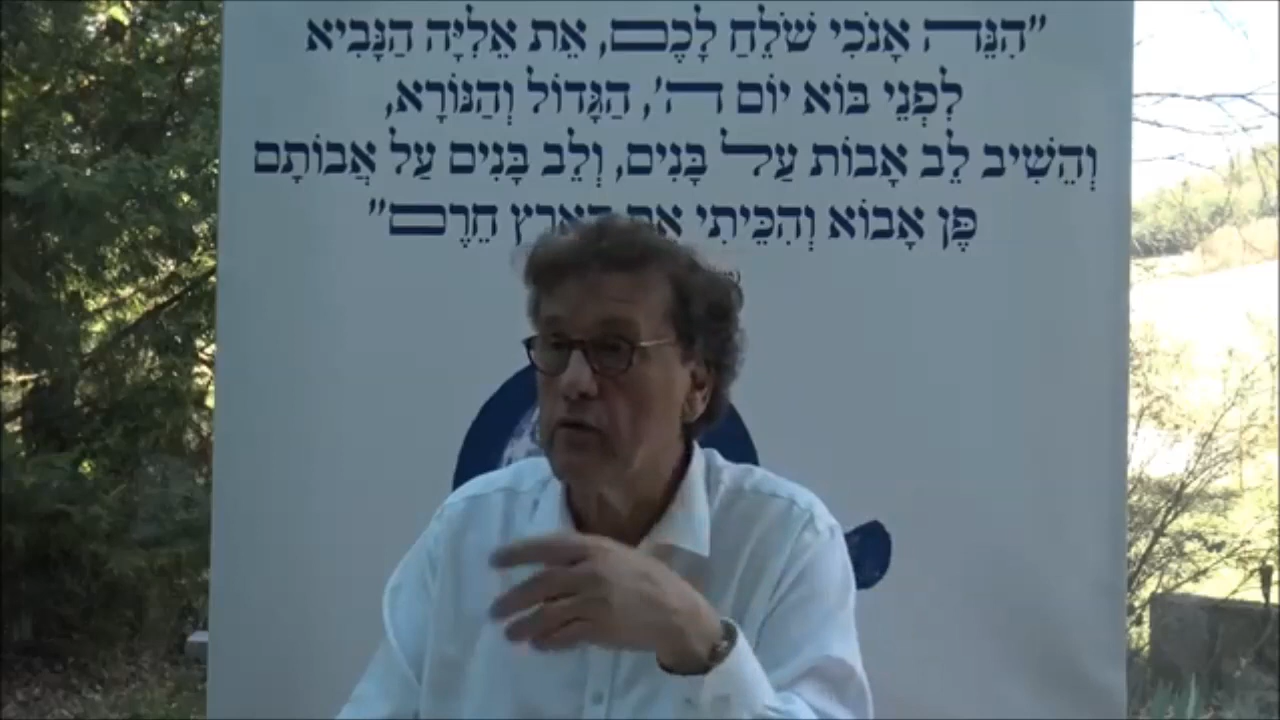 "הִנֵּה אָנֹכִי שֹׁלֵחַ לָכֶם, אֵת אֵלִיָּה הַנָּבִיא
לִפְנֵי בּוֹא יוֹם ה', הַגָּדוֹל וְהַנּוֹרָא,
וְהֵשִׁיב לֵב אָבוֹת עַל בָּנִים, וְלֵב בָּנִים עַל אֲבוֹתָם
פֶּן אָבוֹא וְהִכֵּיתִי חֵרֶם"